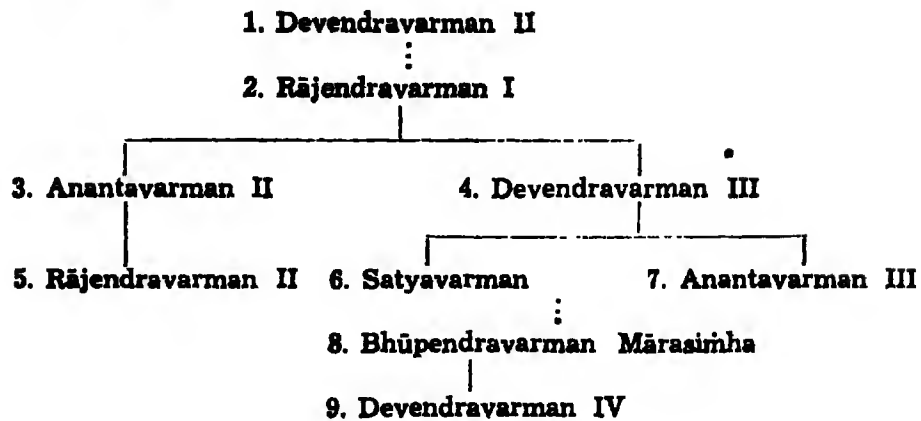 1. Devendravarman II
2. Rājendravarman I
3. Anantavarman II 4. Devendravarman III
5. Rājendravarman II 6. Satyavarman 7. Anantavarman III
8. Bhūpendravarman Mārasiṁha
9. Devendravarman IV